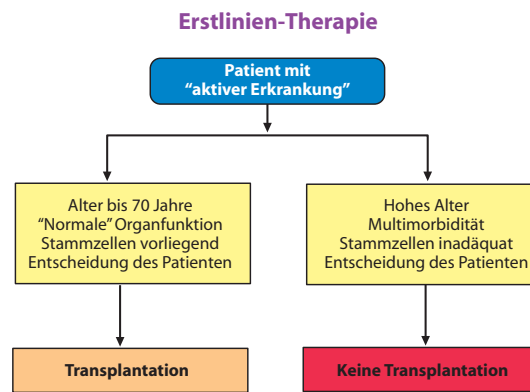 Erstlinien-Therapie
Patient mit
“aktiver Erkrankung”
Alter bis 70 Jahre
“Normale” Organfunktion
Stammzellen vorliegend
Entscheidung des Patienten
Hohes Alter
Multimorbidität
Stammzellen inadäquat
Entscheidung des Patienten
Transplantation
Keine Transplantation